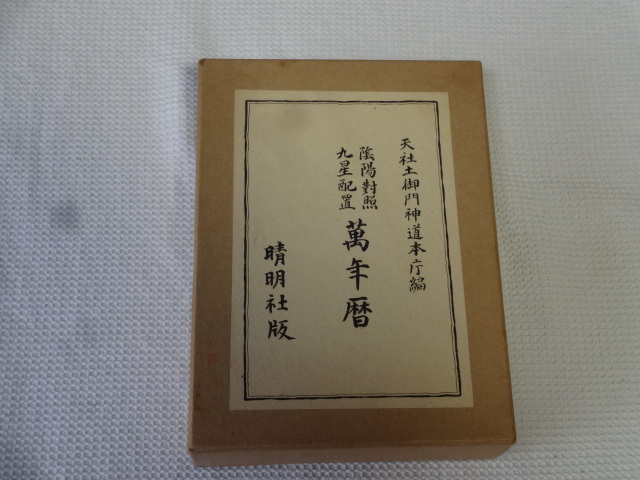 天社土御門神道本庁編
陰陽對照
九星配置
萬年暦
晴明社版